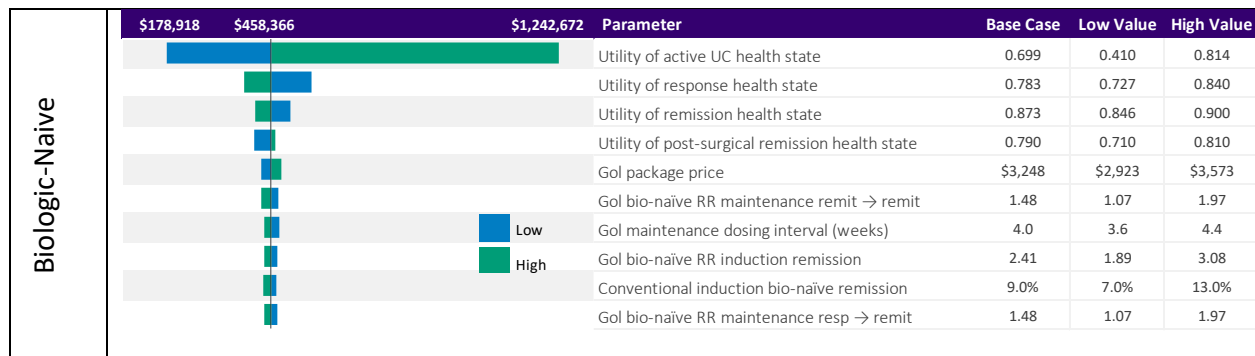 $178,918 $458,366 $1,242,672 Parameter Base Case Low Value High Value
Utility of active UC health state 0.699 0.410 0.814
Utility of response health state 0.783 0.727 0.840
Utility of remission health state 0.873 0.846 0.900
Utility of post-surgical remission health state 0.790 0.710 0.810
Gol package price $3,248 $2,923 $3,573
Gol bio-naïve RR maintenance remit → remit 1.48 1.07 1.97
Low Gol maintenance dosing interval (weeks) 4.0 3.6 4.4
High Gol bio-naïve RR induction remission 2.41 1.89 3.08
Conventional induction bio-naïve remission 9.0% 7.0% 13.0%
Gol bio-naïve RR maintenance resp → remit 1.48 1.07 1.97
Biologic-Naive